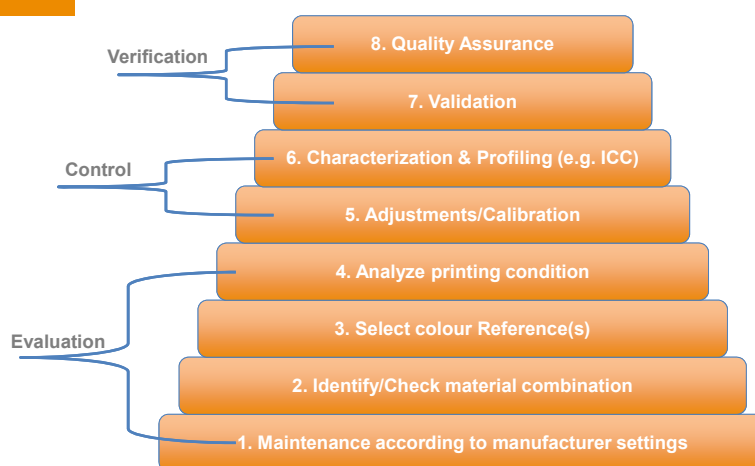 8. Quality Assurance
Verification
7. Validation
6. Characterization & Profiling (e.g. ICC)
Control
5. Adjustments/Calibration
4. Analyze printing condition
3. Select colour Reference(s)
Evaluation
2. Identify/Check material combination
1. Maintenance according to manufacturer settings